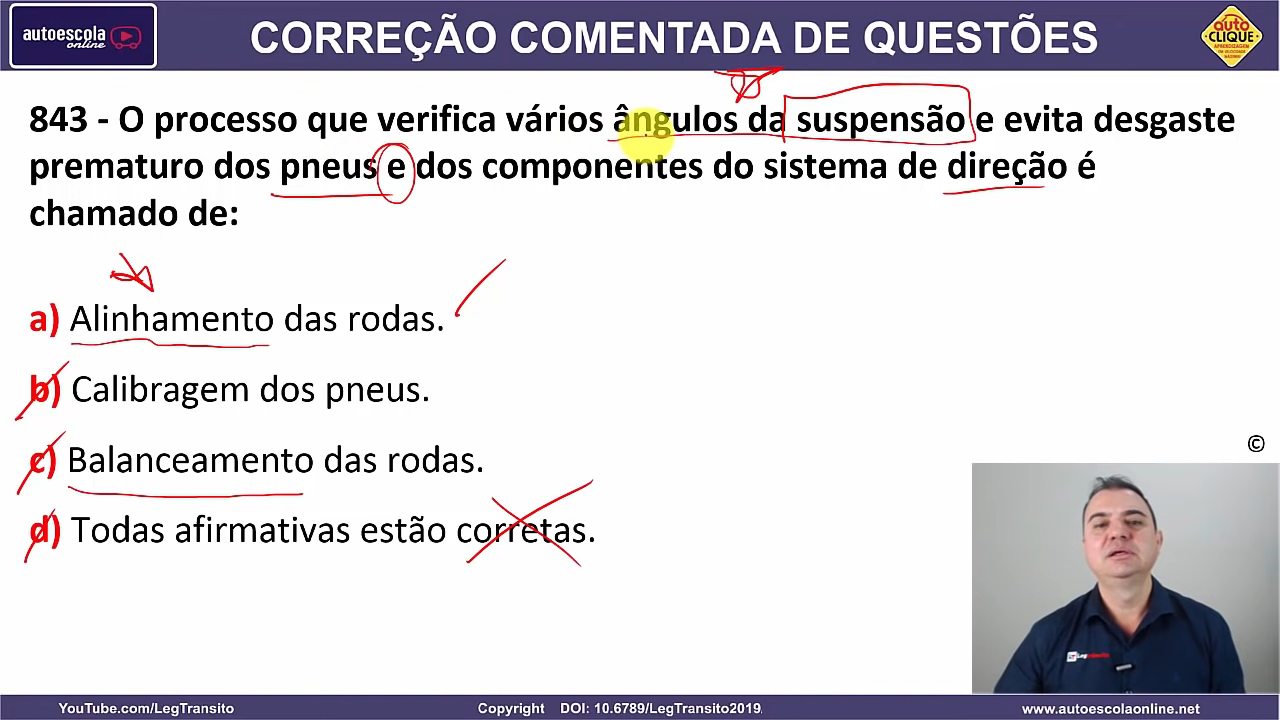 autoescola
online
CORREÇÃO COMENTADA DE QUESTÕES
auto
CLIQUE
APRENDIZAGEM
843 - O processo que verifica vários ângulos da suspensão e evita desgaste
prematuro dos pneus e dos componentes do sistema de direção é
chamado de:
a) Alinhamento das rodas.
b) Calibragem dos pneus.
c) Balanceamento das rodas.
d) Todas afirmativas estão corretas.
©
LegTransito
YouTube.com/LegTransito
Copyright DOI: 10.6789/LegTransito2019.
www.autoescolaonline.net